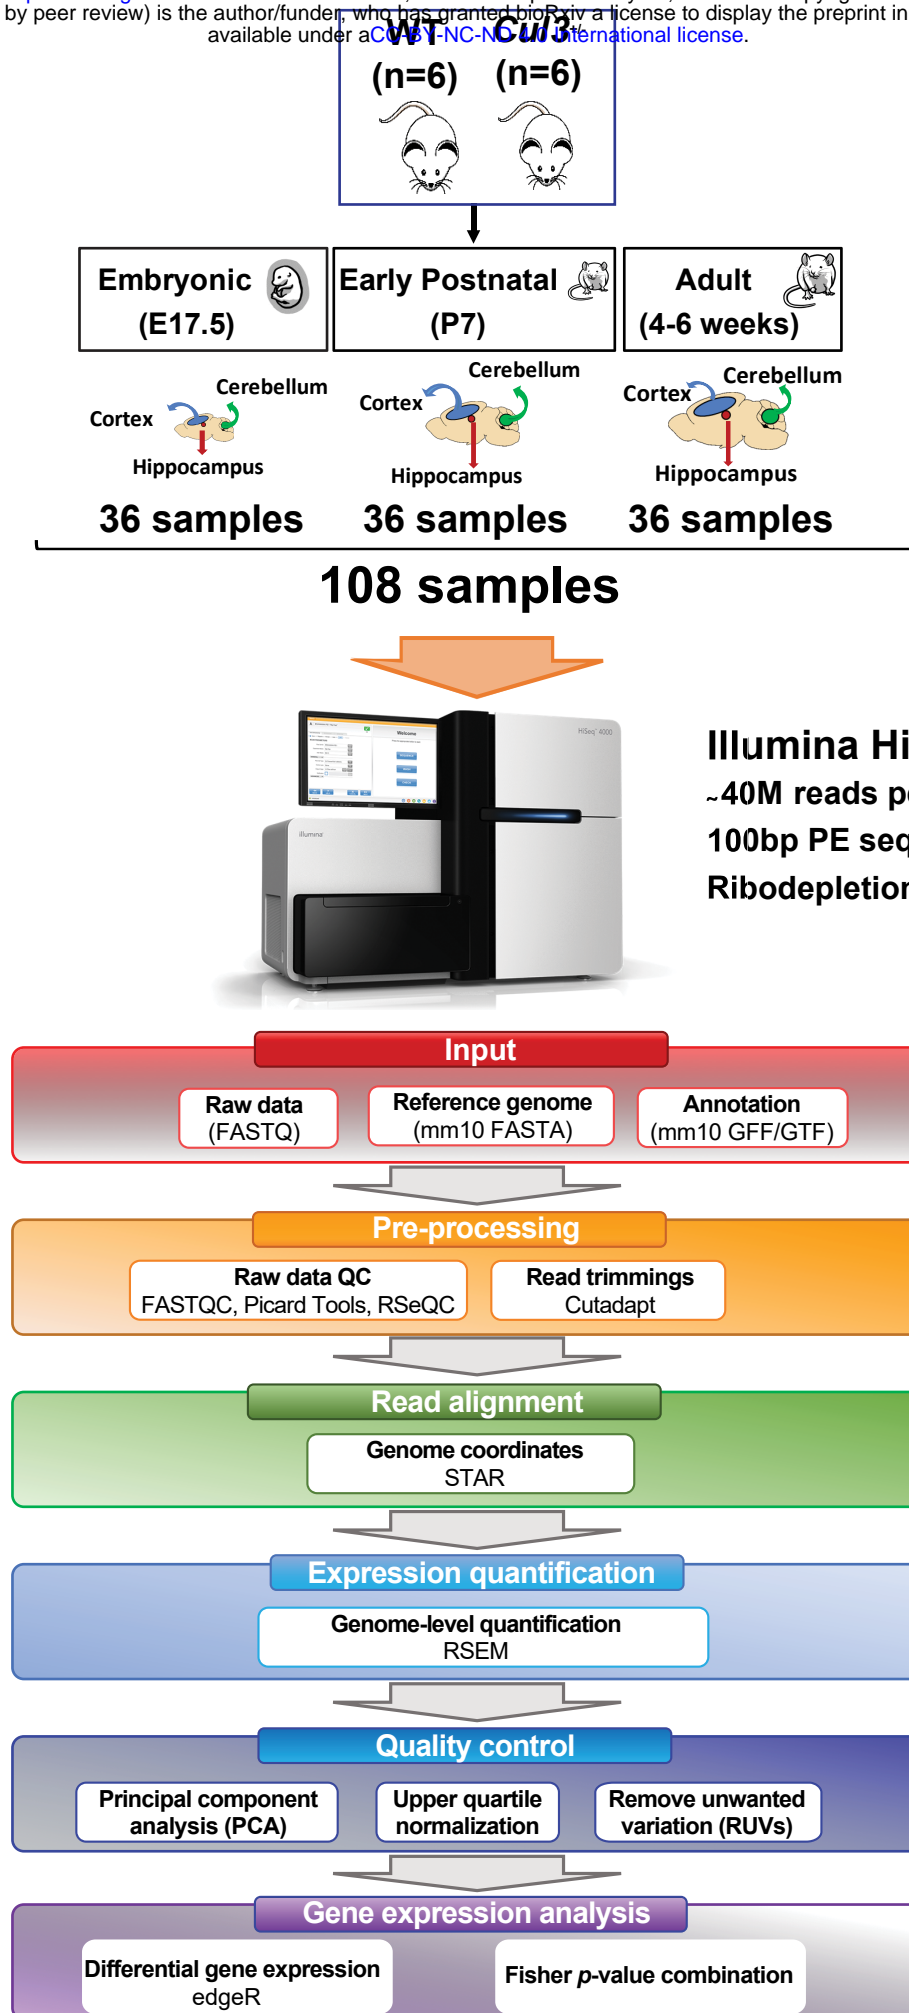 by peer review) is the author/funder, who has granted bioRxiv a license to display the preprint in
available under a CC-BY-NC-ND 4.0 International license.
WT Cul3+/-
(n=6) (n=6)
Embryonic Early Postnatal Adult
(E17.5) (P7) (4-6 weeks)
Cortex Cerebellum Cortex Cerebellum Cortex Cerebellum
Hippocampus Hippocampus Hippocampus
36 samples 36 samples 36 samples
108 samples
Welcome
HiSeq 4000
illumina
Illumina Hi
~40M reads p
100bp PE seq
Ribodepletion
Input
Raw data Reference genome Annotation
(FASTQ) (mm10 FASTA) (mm10 GFF/GTF)
Pre-processing
Raw data QC Read trimmings
FASTQC, Picard Tools, RSeQC Cutadapt
Read alignment
Genome coordinates
STAR
Expression quantification
Genome-level quantification
RSEM
Quality control
Principal component Upper quartile Remove unwanted
analysis (PCA) normalization variation (RUVs)
Gene expression analysis
Differential gene expression Fisher p-value combination
edgeR